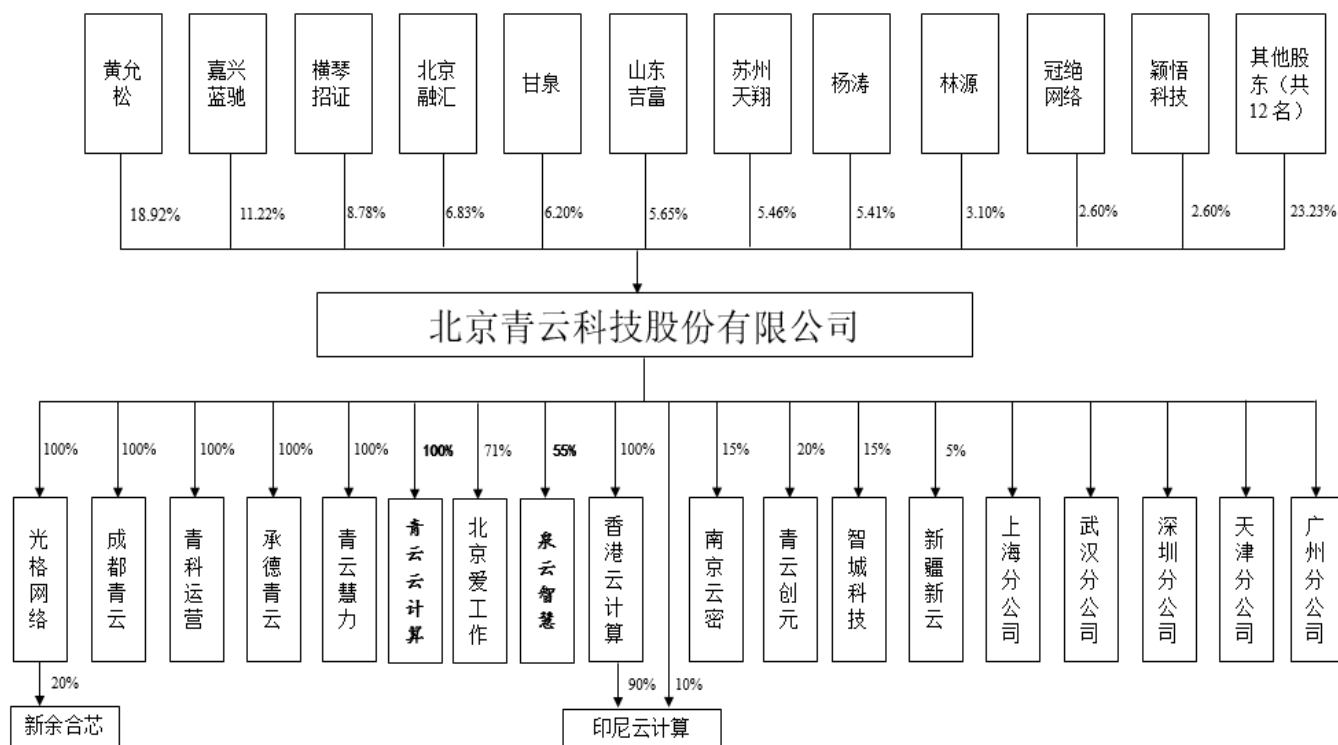 黄允
松
嘉兴
蓝驰
横琴
招证
北京
融汇
甘泉
山东
吉富
苏州
天翔
杨涛
林源
冠绝
网络
颖悟
科技
其他股
东（共
12 名）
18.92%
11.22%
8.78%
6.83%
6.20%
5.65%
5.46%
5.41%
3.10%
2.60%
2.60%
23.23%
北京青云科技股份有限公司
100%
100%
100%
100%
100%
100%
71%
55%
100%
15%
20%
15%
5%
光格网络
成都青云
青科运营
承德青云
青云慧力
青云云计算
北京爱工作
泉云智慧
香港云计算
南京云密
青云创元
智城科技
新疆新云
上海分公司
武汉分公司
深圳分公司
天津分公司
广州分公司
20%
90%
10%
新余合芯
印尼云计算